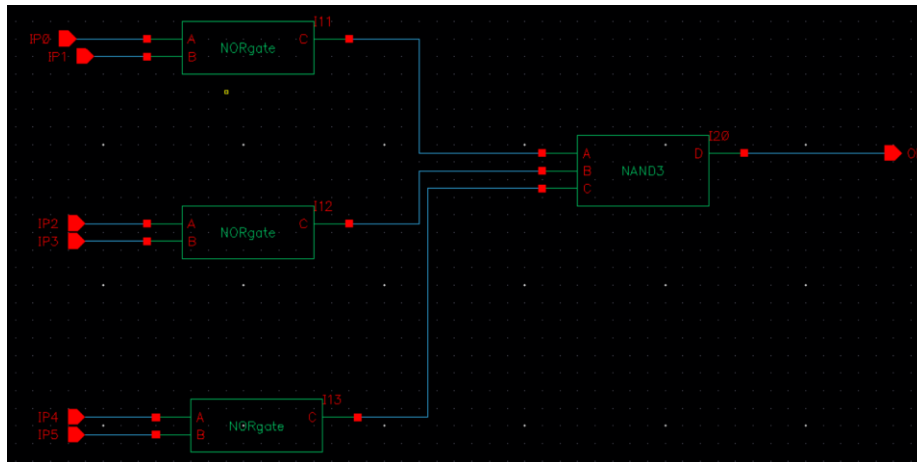 I11
IP0 A C
NORgate
IP1 B
I20
A D O
NAND3
B
C
I12
IP2 A C
NORgate
IP3 B
I13
IP4 A C
NORgate
IP5 B